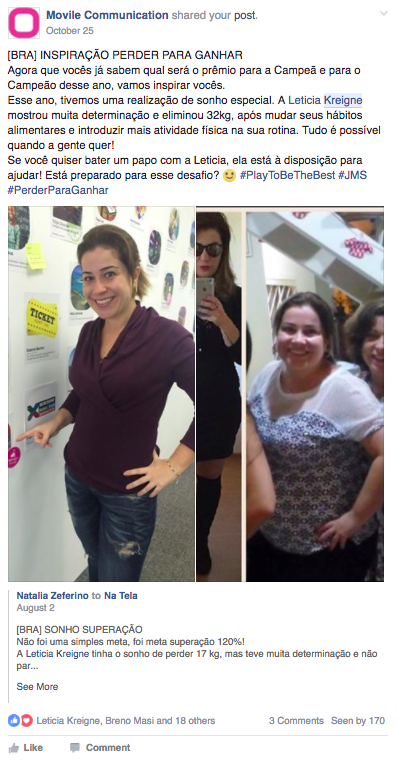 Movile Communication shared your post.
October 25
[BRA] INSPIRAÇÃO PERDER PARA GANHAR
Agora que vocês já sabem qual será o prêmio para a Campeã e para o
Campeão desse ano, vamos inspirar vocês.
Esse ano, tivemos uma realização de sonho especial. A Leticia Kreigne
mostrou muita determinação e eliminou 32kg, após mudar seus hábitos
alimentares e introduzir mais atividade física na sua rotina. Tudo é possível
quando a gente quer!
Se você quiser bater um papo com a Leticia, ela está à disposição para
ajudar! Está preparado para esse desafio? 😉 #PlayToBeTheBest #JMS
#PerderParaGanhar
TICKET
Natalia Zeferino to Na Tela
August 2
[BRA] SONHO SUPERAÇÃO
Não foi uma simples meta, foi meta superação 120%!
A Leticia Kreigne tinha o sonho de perder 17 kg, mas teve muita determinação e não
par...
See More
Leticia Kreigne, Breno Masi and 18 others
3 Comments Seen by 170
Like Comment